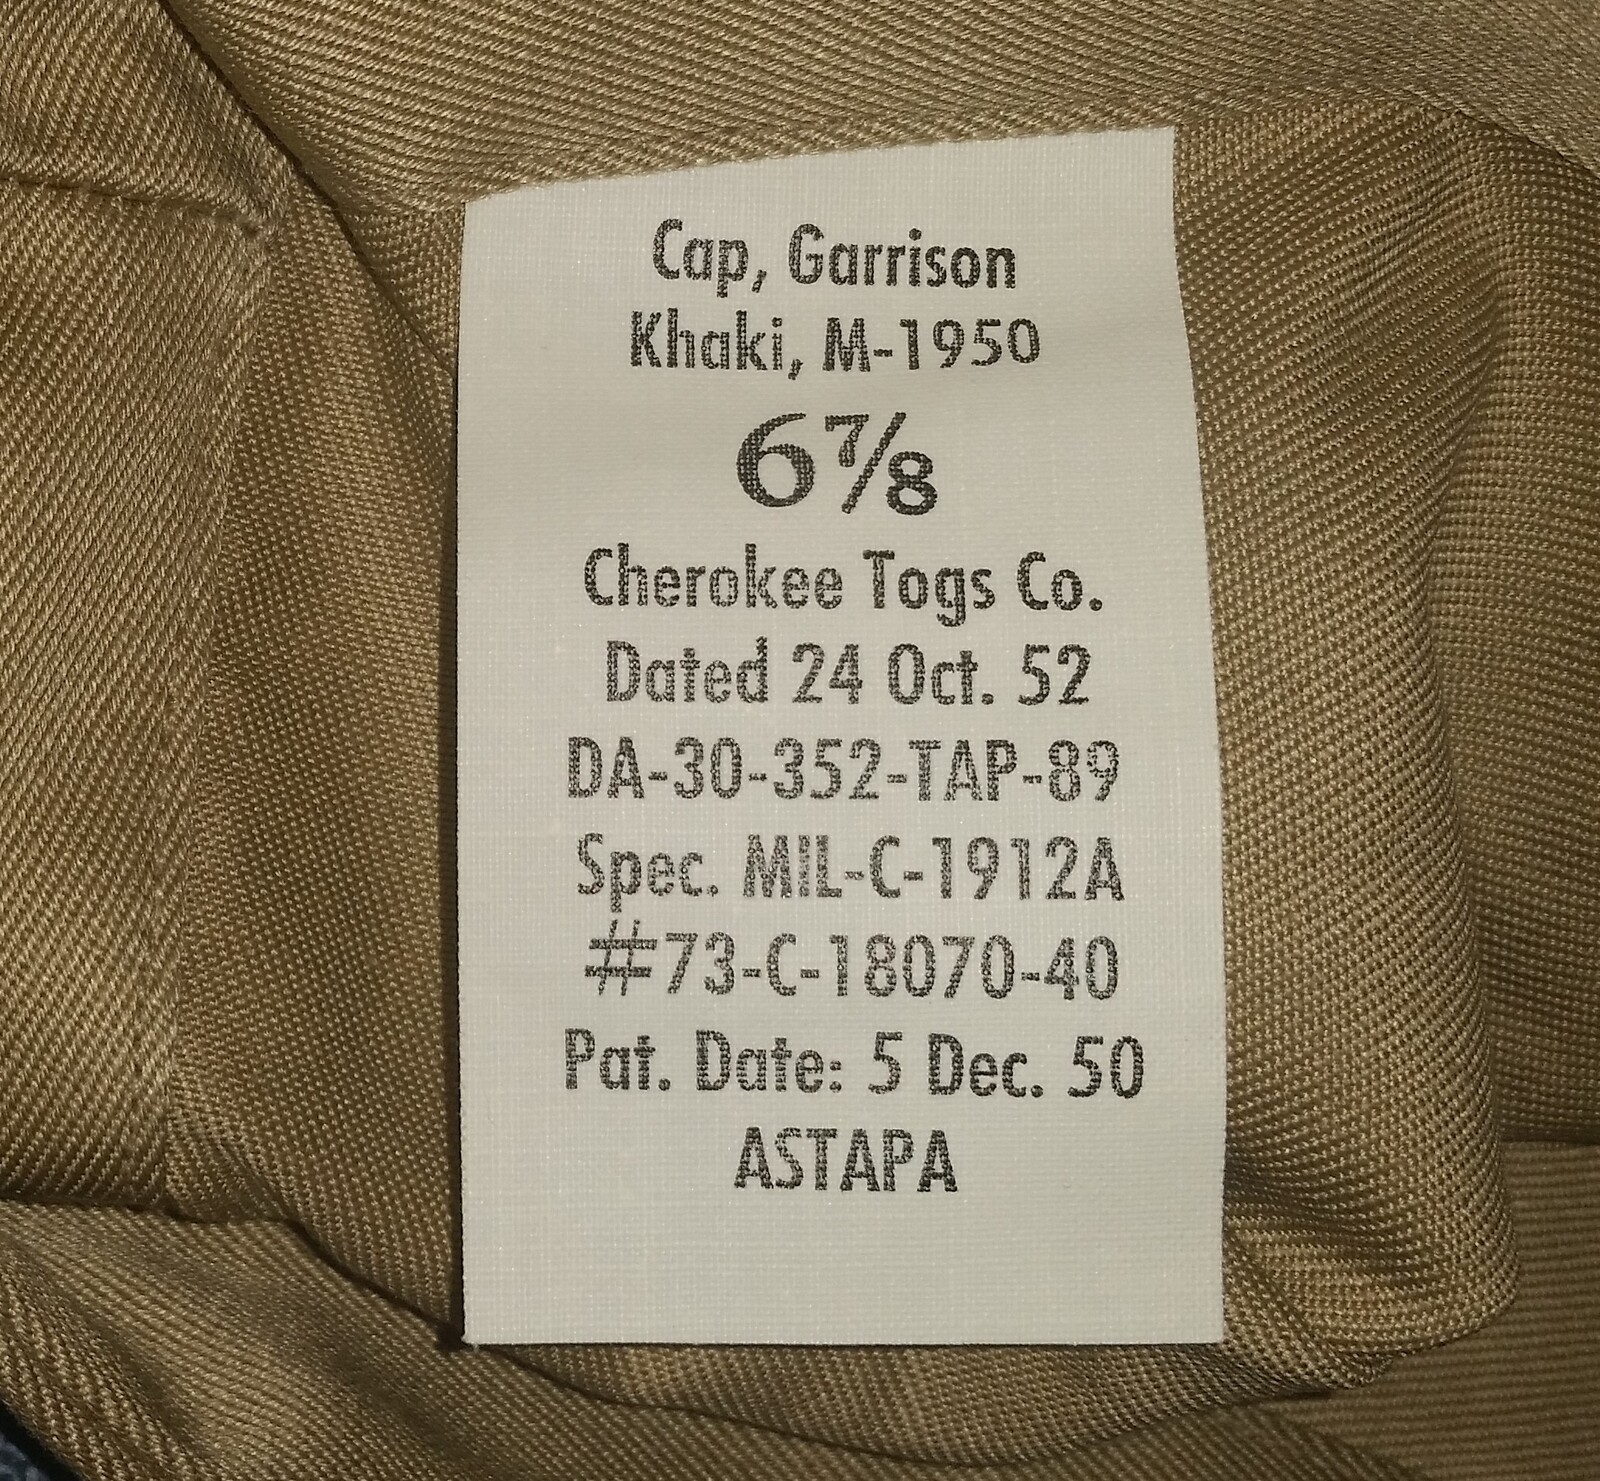 Cap, Garrison
Khaki, M-1950
6⅞
Cherokee Togs Co.
Dated 24 Oct. 52
DA-30-352-TAP-89
Spec. MIL-C-1912A
#73-C-18070-40
Pat. Date: 5 Dec. 50
ASTAPA